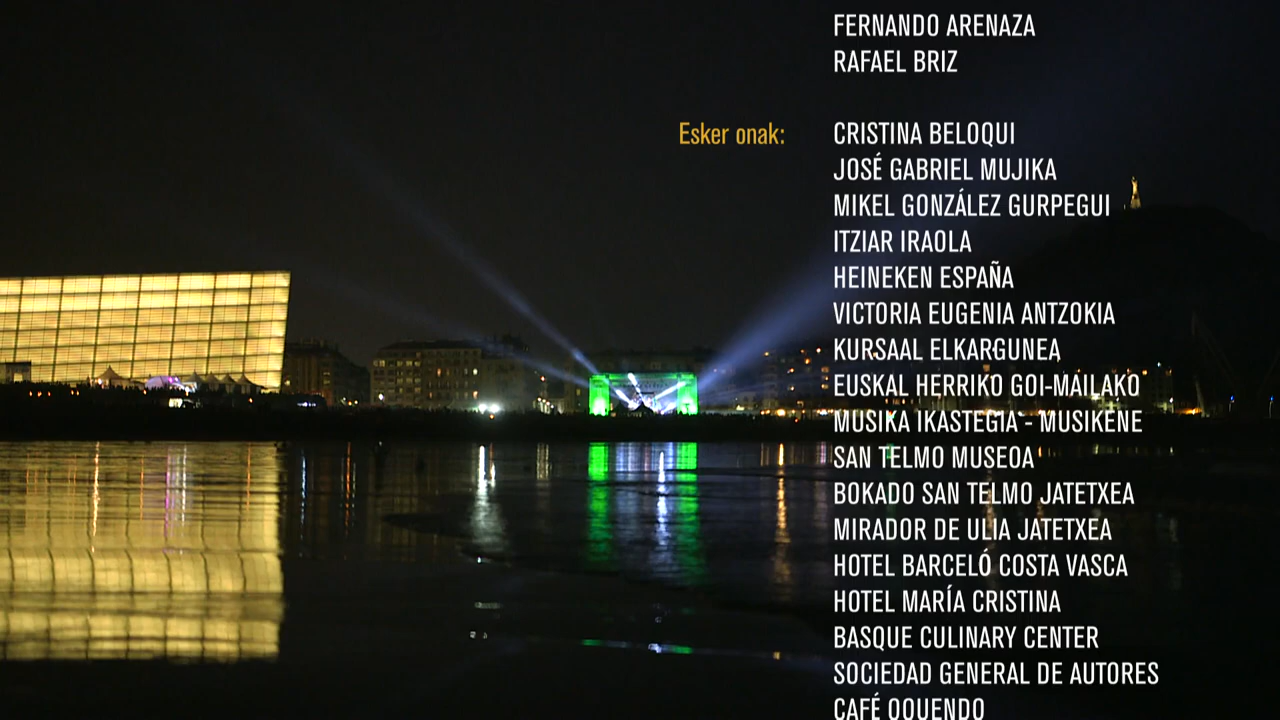 FERNANDO ARENAZA
RAFAEL BRIZ
Esker onak: CRISTINA BELOQUI
JOSÉ GABRIEL MUJIKA
MIKEL GONZÁLEZ GURPEGUI
ITZIAR IRAOLA
HEINEKEN ESPAÑA
VICTORIA EUGENIA ANTZOKIA
KURSAAL ELKARGUNEA
EUSKAL HERRIKO GOI-MAILAKO
MUSIKA IKASTEGIA - MUSIKENE
SAN TELMO MUSEOA
BOKADO SAN TELMO JATETXEA
MIRADOR DE ULIA JATETXEA
HOTEL BARCELÓ COSTA VASCA
HOTEL MARÍA CRISTINA
BASQUE CULINARY CENTER
SOCIEDAD GENERAL DE AUTORES
CAFÉ OQUENDO